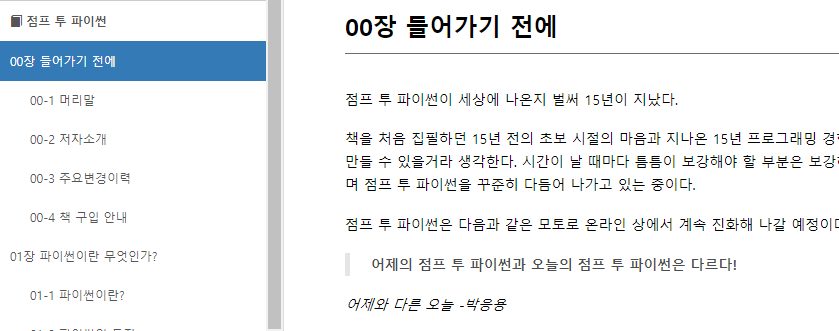 점프 투 파이썬
00장 들어가기 전에
00-1 머리말
00-2 저자소개
00-3 주요변경이력
00-4 책 구입 안내
01장 파이썬이란 무엇인가?
01-1 파이썬이란?
00장 들어가기 전에
점프 투 파이썬이 세상에 나온지 벌써 15년이 지났다.
책을 처음 집필하던 15년 전의 초보 시절의 마음과 지나온 15년 프로그래밍
만들 수 있을거라 생각한다. 시간이 날 때마다 틈틈이 보강해야 할 부분은
며 점프 투 파이썬을 꾸준히 다듬어 나가고 있는 중이다.
점프 투 파이썬은 다음과 같은 모토로 온라인 상에서 계속 진화해 나갈
어제의 점프 투 파이썬과 오늘의 점프 투 파이썬은 다르다!
어제와 다른 오늘 -박응용